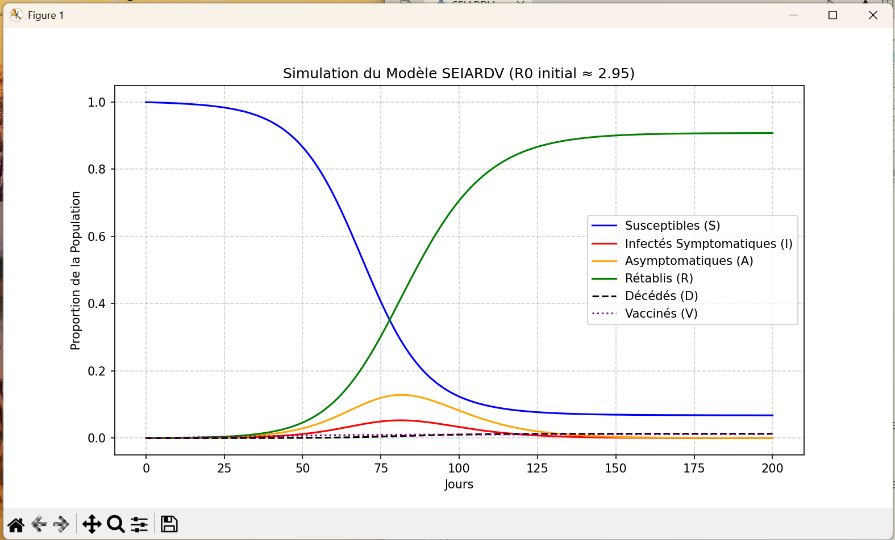 Figure 1
Simulation du Modèle SEIARDV (R0 initial ≈ 2.95)
Proportion de la Population
1.0
0.8
0.6
0.4
0.2
0.0
Susceptibles (S)
Infectés Symptomatiques (I)
Asymptomatiques (A)
Rétablis (R)
Décédés (D)
Vaccinés (V)
0 25 50 75 100 125 150 175 200
Jours